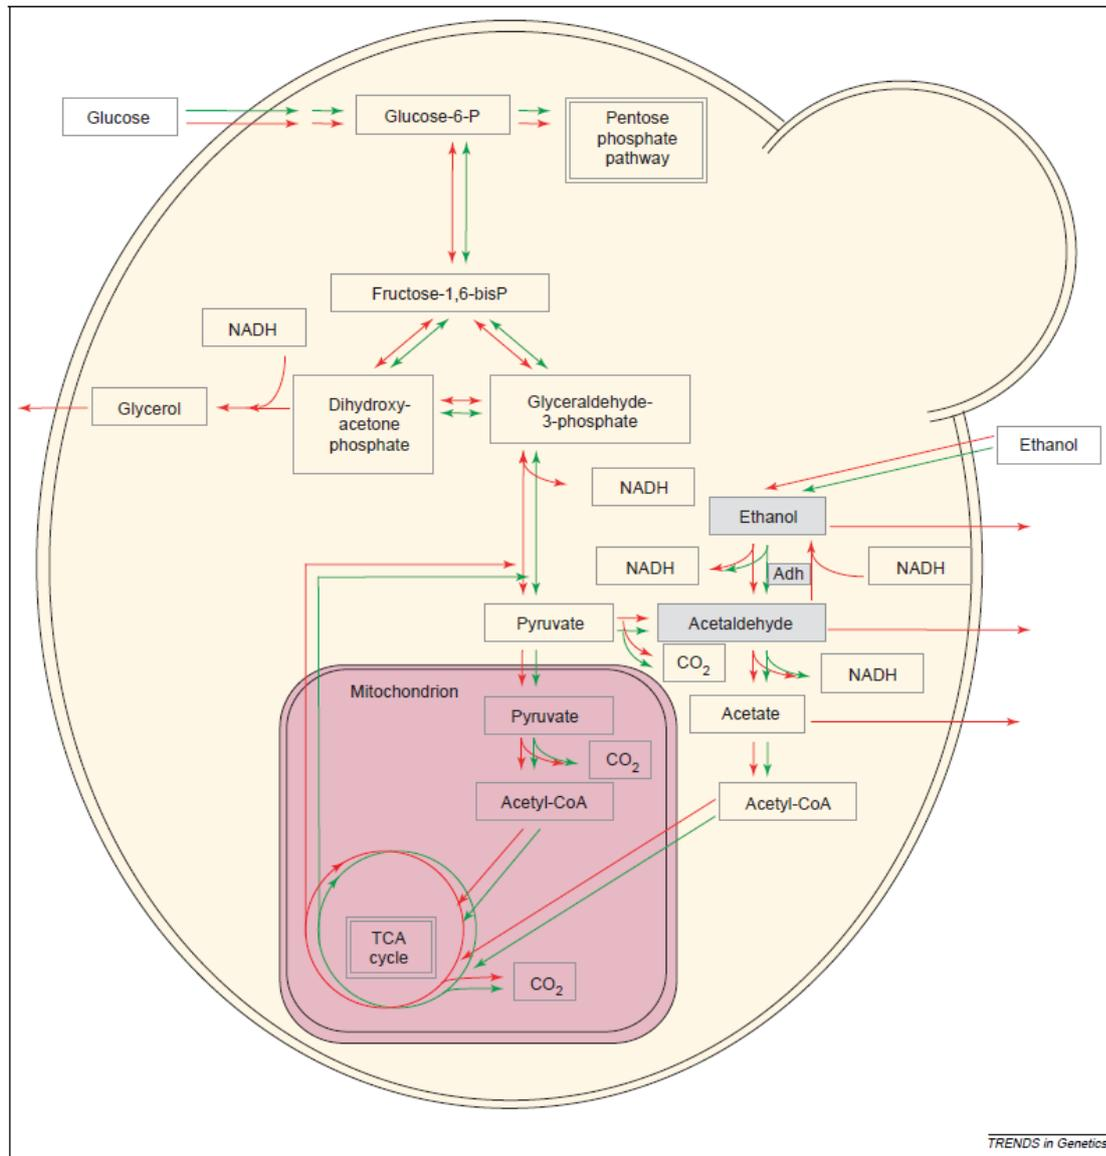 Glucose
Glucose-6-P
Pentose
phosphate
pathway
Fructose-1,6-bisP
NADH
Glycerol
Dihydroxy-
acetone
phosphate
Glyceraldehyde-
3-phosphate
Ethanol
NADH
Ethanol
NADH
Adh
NADH
Pyruvate
Acetaldehyde
CO2
NADH
Mitochondrion
Pyruvate
Acetate
CO2
Acetyl-CoA
Acetyl-CoA
TCA
cycle
CO2
TRENDS in Genetics